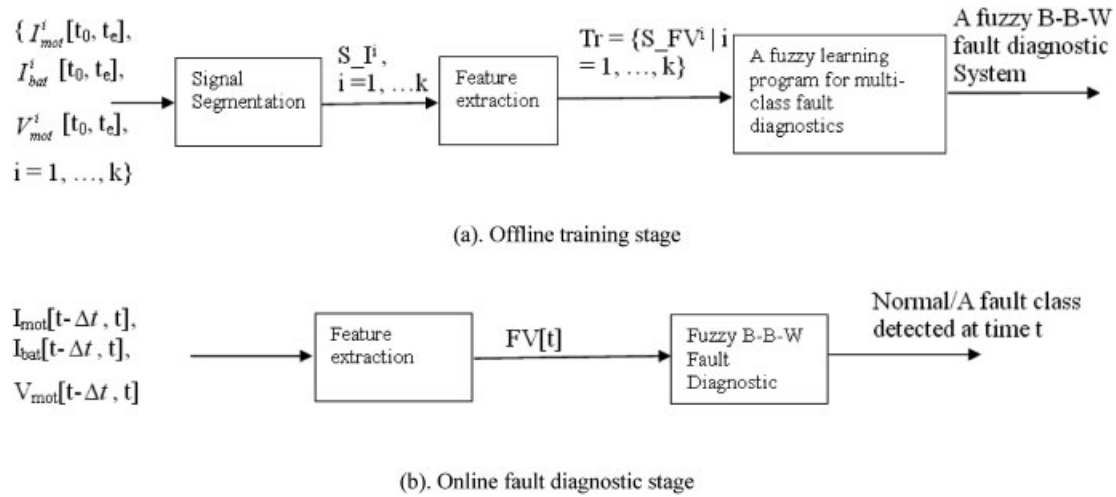 { I^i_mot [t₀, tₑ],
I^i_bat [t₀, tₑ],
V^i_mot [t₀, tₑ],
i = 1, …, k}
Signal
Segmentation
S_I^i,
i =1, …k
Feature
extraction
Tr = {S_FV^i | i
= 1, …, k}
A fuzzy learning
program for multi-
class fault
diagnostics
A fuzzy B-B-W
fault diagnostic
System
(a). Offline training stage
I_mot[t-Δt , t],
I_bat[t-Δt , t],
V_mot[t-Δt , t]
Feature
extraction
FV[t]
Fuzzy B-B-W
Fault
Diagnostic
Normal/A fault class
detected at time t
(b). Online fault diagnostic stage